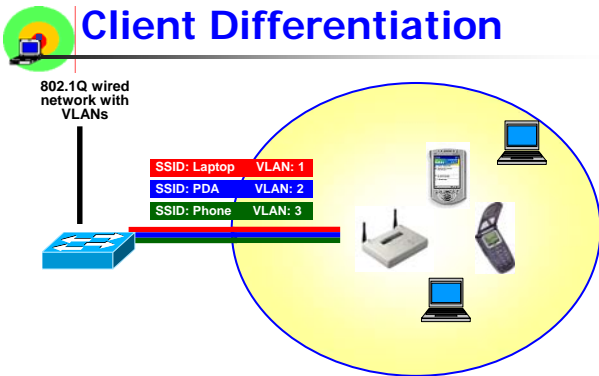 Client Differentiation
802.1Q wired
network with
VLANs
SSID: Laptop VLAN: 1
SSID: PDA VLAN: 2
SSID: Phone VLAN: 3